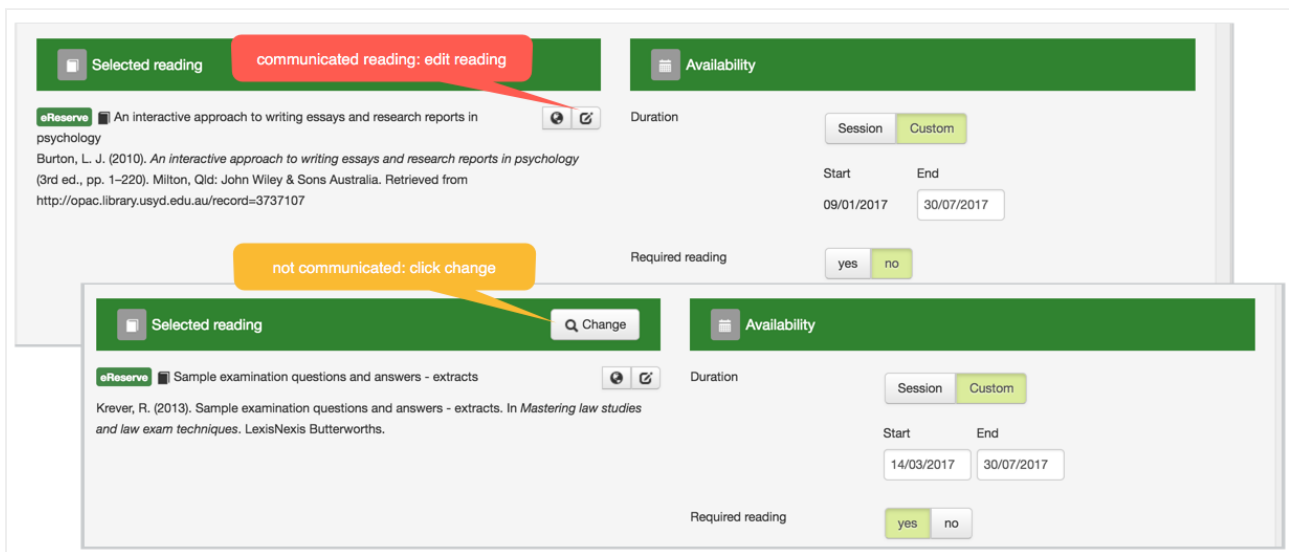 Selected reading
communicated reading: edit reading
Availability
eReserve An interactive approach to writing essays and research reports in
psychology
Burton, L. J. (2010). An interactive approach to writing essays and research reports in psychology
(3rd ed., pp. 1–220). Milton, Qld: John Wiley & Sons Australia. Retrieved from
http://opac.library.usyd.edu.au/record=3737107
Duration
Session Custom
Start End
09/01/2017 30/07/2017
Required reading
yes no
not communicated: click change
Selected reading
Change
Availability
eReserve Sample examination questions and answers - extracts
Krever, R. (2013). Sample examination questions and answers - extracts. In Mastering law studies
and law exam techniques. LexisNexis Butterworths.
Duration
Session Custom
Start End
14/03/2017 30/07/2017
Required reading
yes no